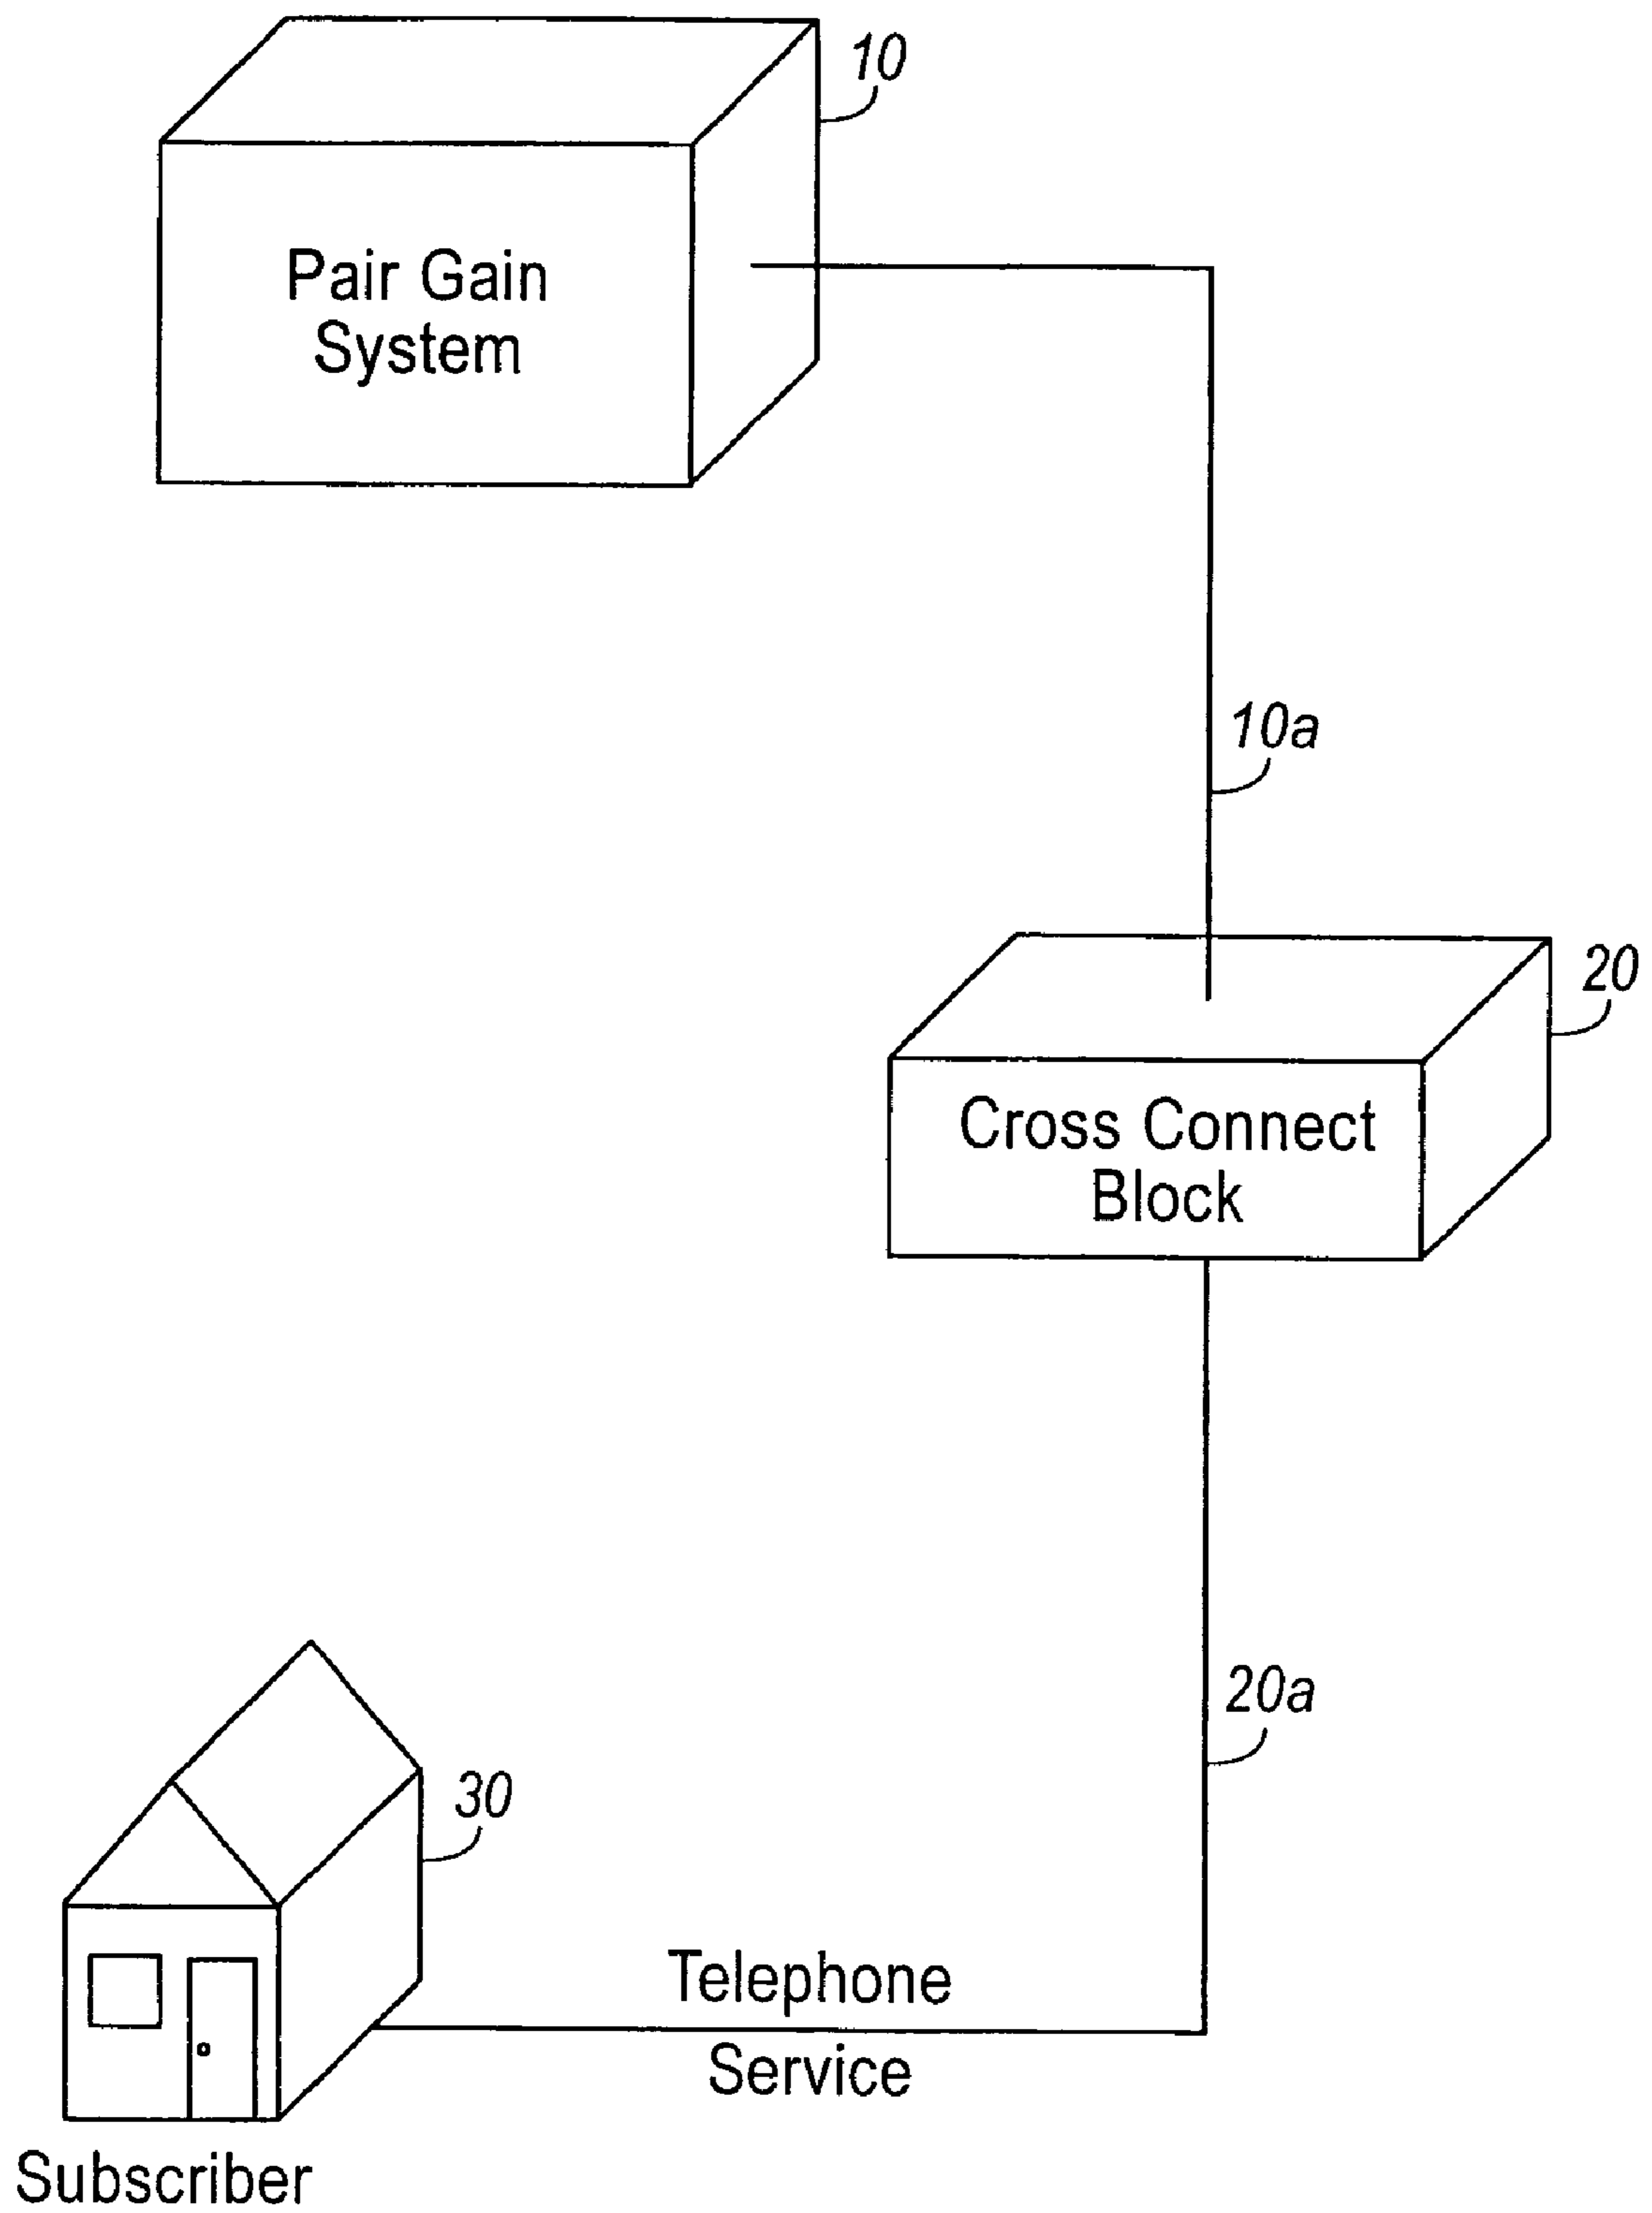 10
Pair Gain
System
10a
20
Cross Connect
Block
20a
30
Telephone
Service
Subscriber